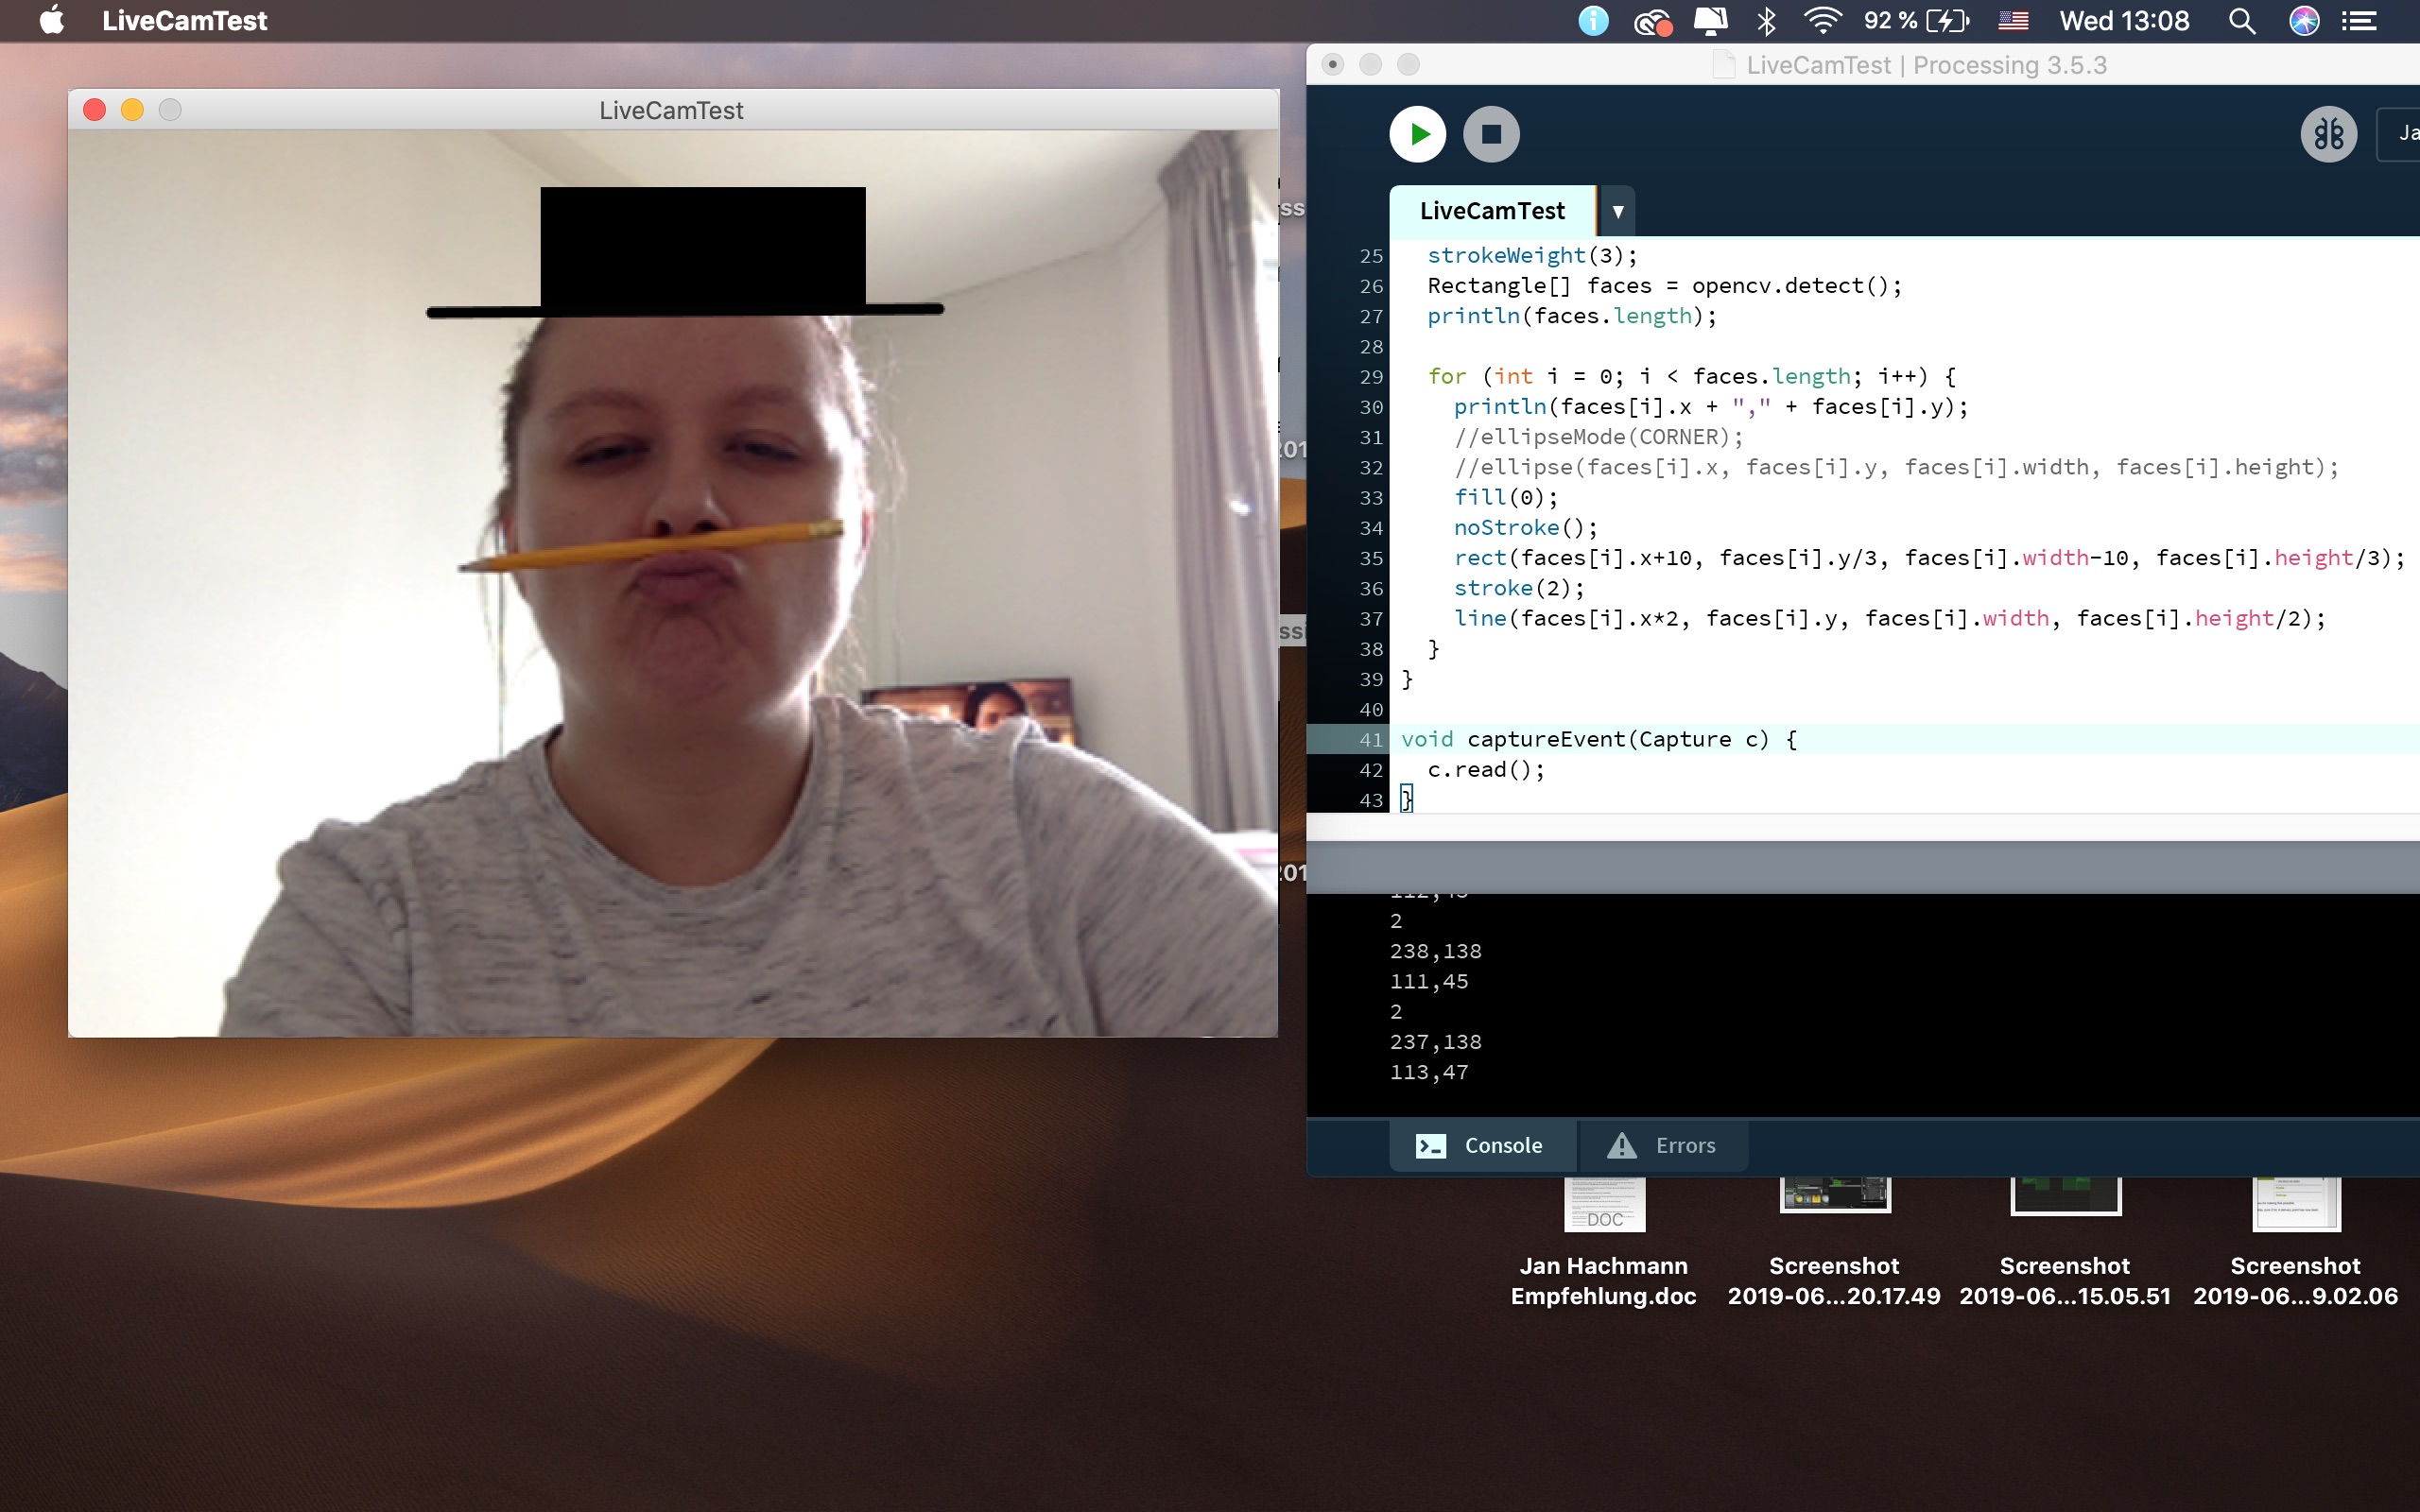 LiveCamTest
92 %
Wed 13:08
LiveCamTest
LiveCamTest | Processing 3.5.3
Ja
LiveCamTest
25 strokeWeight(3);
26 Rectangle[] faces = opencv.detect();
27 println(faces.length);
28
29 for (int i = 0; i < faces.length; i++) {
30 println(faces[i].x + "," + faces[i].y);
31 //ellipseMode(CORNER);
32 //ellipse(faces[i].x, faces[i].y, faces[i].width, faces[i].height);
33 fill(0);
34 noStroke();
35 rect(faces[i].x+10, faces[i].y/3, faces[i].width-10, faces[i].height/3);
36 stroke(2);
37 line(faces[i].x*2, faces[i].y, faces[i].width, faces[i].height/2);
38 }
39 }
40
41 void captureEvent(Capture c) {
42 c.read();
43 }
2
238,138
111,45
2
237,138
113,47
Console
Errors
DOC
Jan Hachmann
Empfehlung.doc
Screenshot
2019-06...20.17.49
Screenshot
2019-06...15.05.51
Screenshot
2019-06...9.02.06